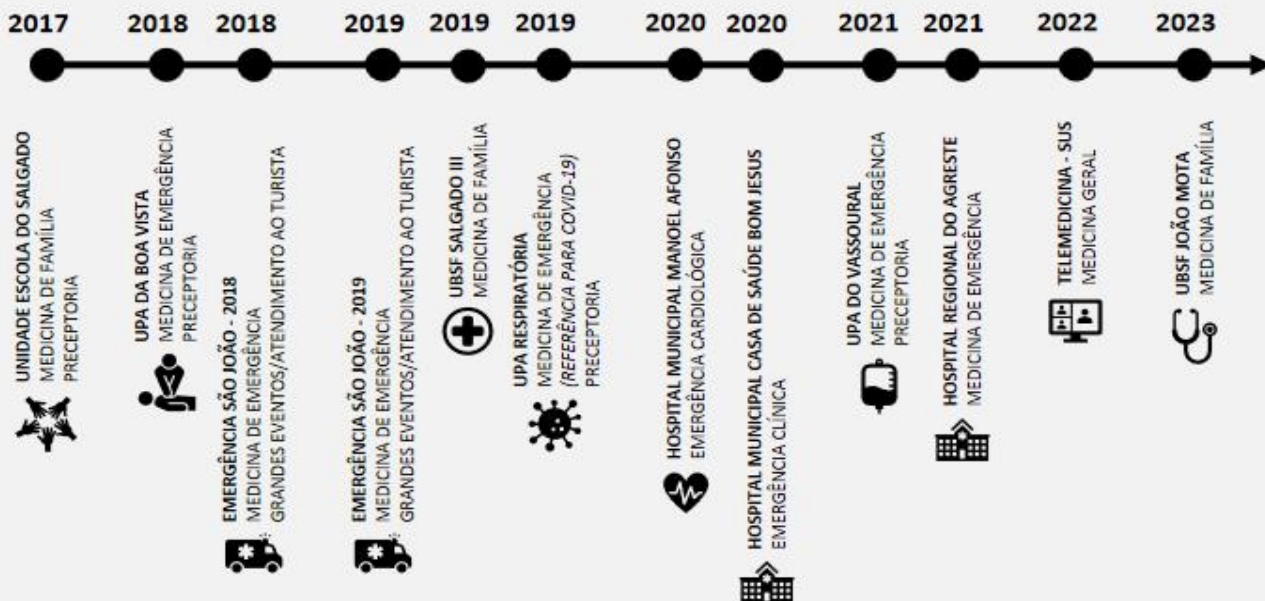 2017
2018
2018
2019
2019
2019
2020
2020
2021
2021
2022
2023
UNIDADE ESCOLA DO SALGADO
MEDICINA DE FAMÍLIA
PRECEPTORIA
UPA DA BOA VISTA
MEDICINA DE EMERGÊNCIA
PRECEPTORIA
EMERGÊNCIA SÃO JOÃO - 2018
MEDICINA DE EMERGÊNCIA
GRANDES EVENTOS/ATENDIMENTO AO TURISTA
EMERGÊNCIA SÃO JOÃO - 2019
MEDICINA DE EMERGÊNCIA
GRANDES EVENTOS/ATENDIMENTO AO TURISTA
UBSF SALGADO III
MEDICINA DE FAMÍLIA
UPA RESPIRATÓRIA
MEDICINA DE EMERGÊNCIA
(REFERÊNCIA PARA COVID-19)
PRECEPTORIA
HOSPITAL MUNICIPAL MANOEL AFONSO
EMERGÊNCIA CARDIOLÓGICA
HOSPITAL MUNICIPAL CASA DE SAÚDE BOM JESUS
EMERGÊNCIA CLÍNICA
UPA DO VASSOURAL
MEDICINA DE EMERGÊNCIA
PRECEPTORIA
HOSPITAL REGIONAL DO AGRESTE
MEDICINA DE EMERGÊNCIA
TELEMEDICINA - SUS
MEDICINA GERAL
UBSF JOÃO MOTA
MEDICINA DE FAMÍLIA